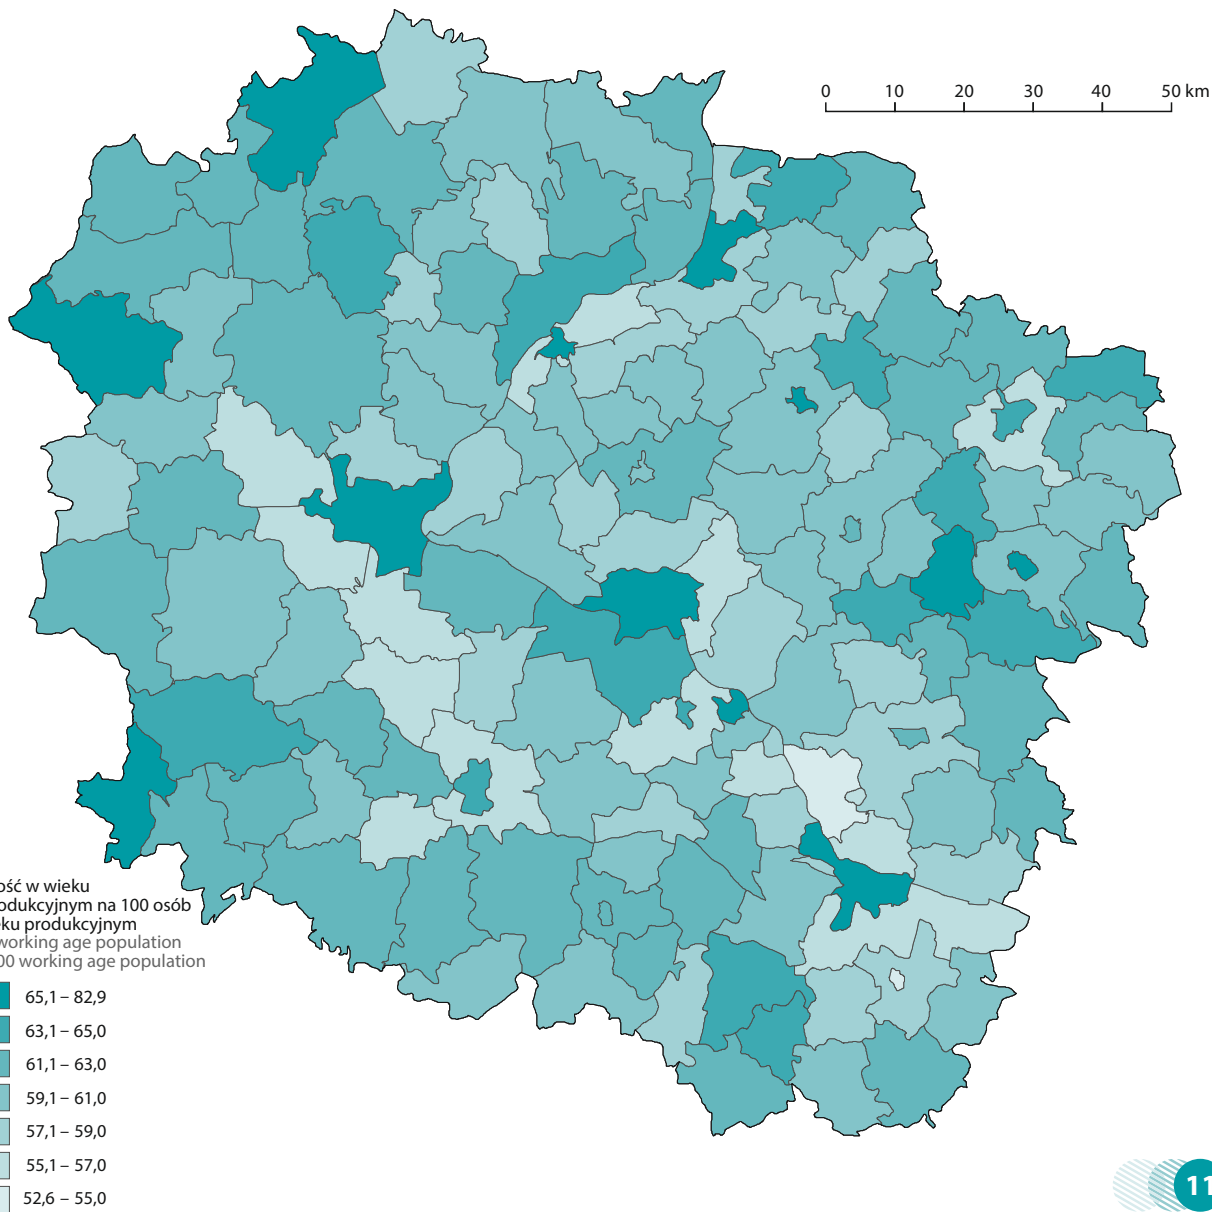 0 10 20 30 40 50 km
ość w wieku
odukcyjnym na 100 osób
eku produkcyjnym
working age population
00 working age population
65,1 – 82,9
63,1 – 65,0
61,1 – 63,0
59,1 – 61,0
57,1 – 59,0
55,1 – 57,0
52,6 – 55,0
11